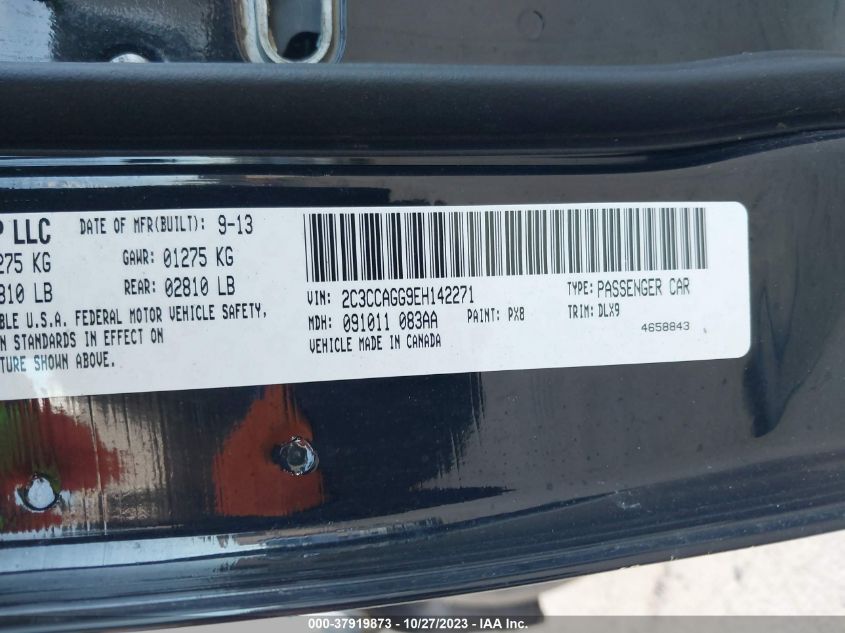 P LLC DATE OF MFR(BUILT): 9-13
275 KG GAWR: 01275 KG
810 LB REAR: 02810 LB
BLE U.S.A. FEDERAL MOTOR VEHICLE SAFETY,
N STANDARDS IN EFFECT ON
TURE SHOWN ABOVE.
VIN: 2C3CCAGG9EH142271 TYPE: PASSENGER CAR
MDH: 091011 083AA PAINT: PX8 TRIM: DLX9
VEHICLE MADE IN CANADA 4658843
000-37919873 - 10/27/2023 - IAA Inc.